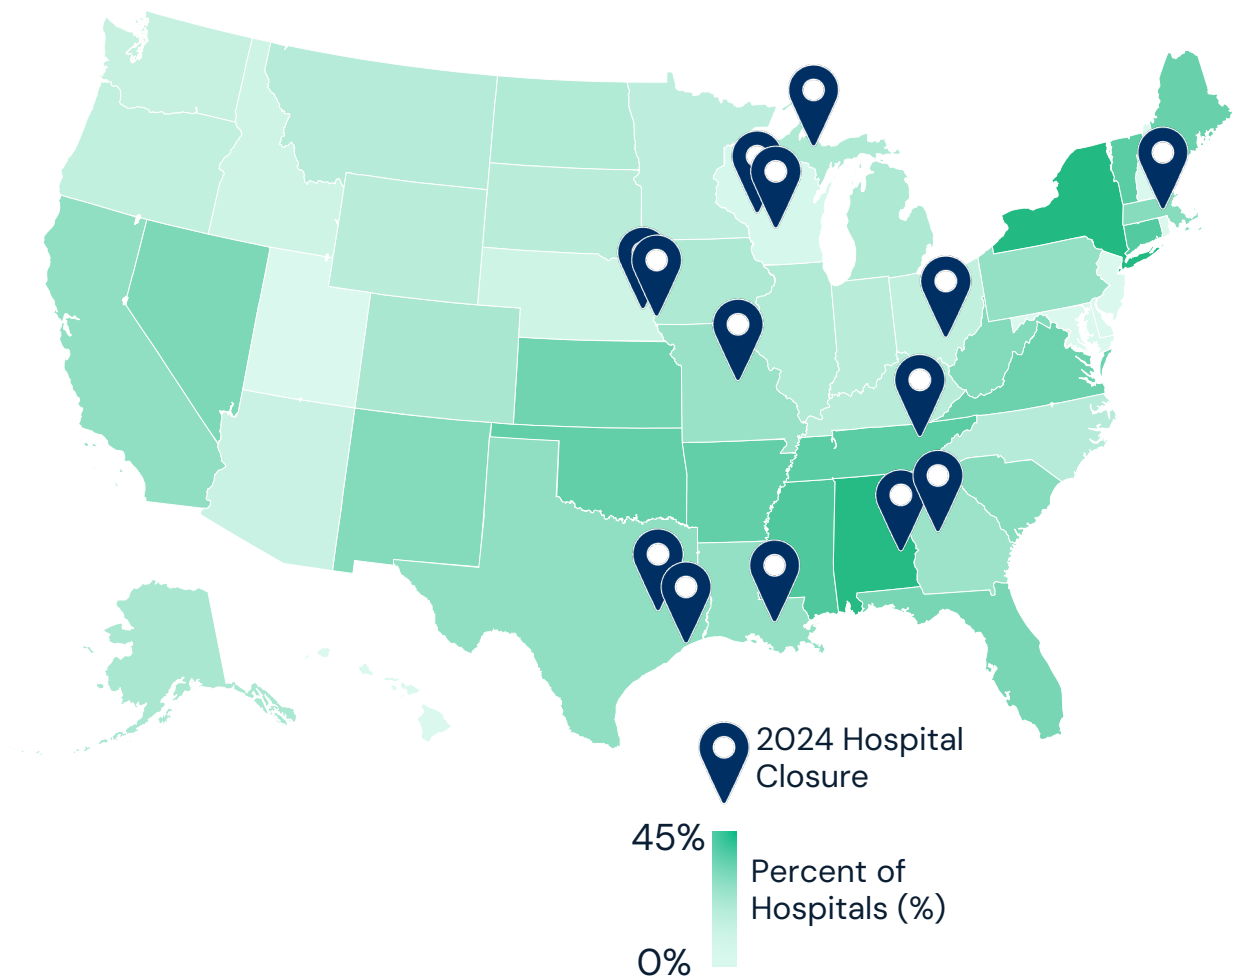 2024 Hospital
Closure
45%
Percent of
Hospitals (%)
0%